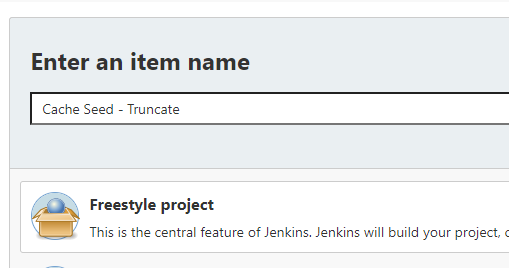 Enter an item name
Cache Seed - Truncate
Freestyle project
This is the central feature of Jenkins. Jenkins will build your project,